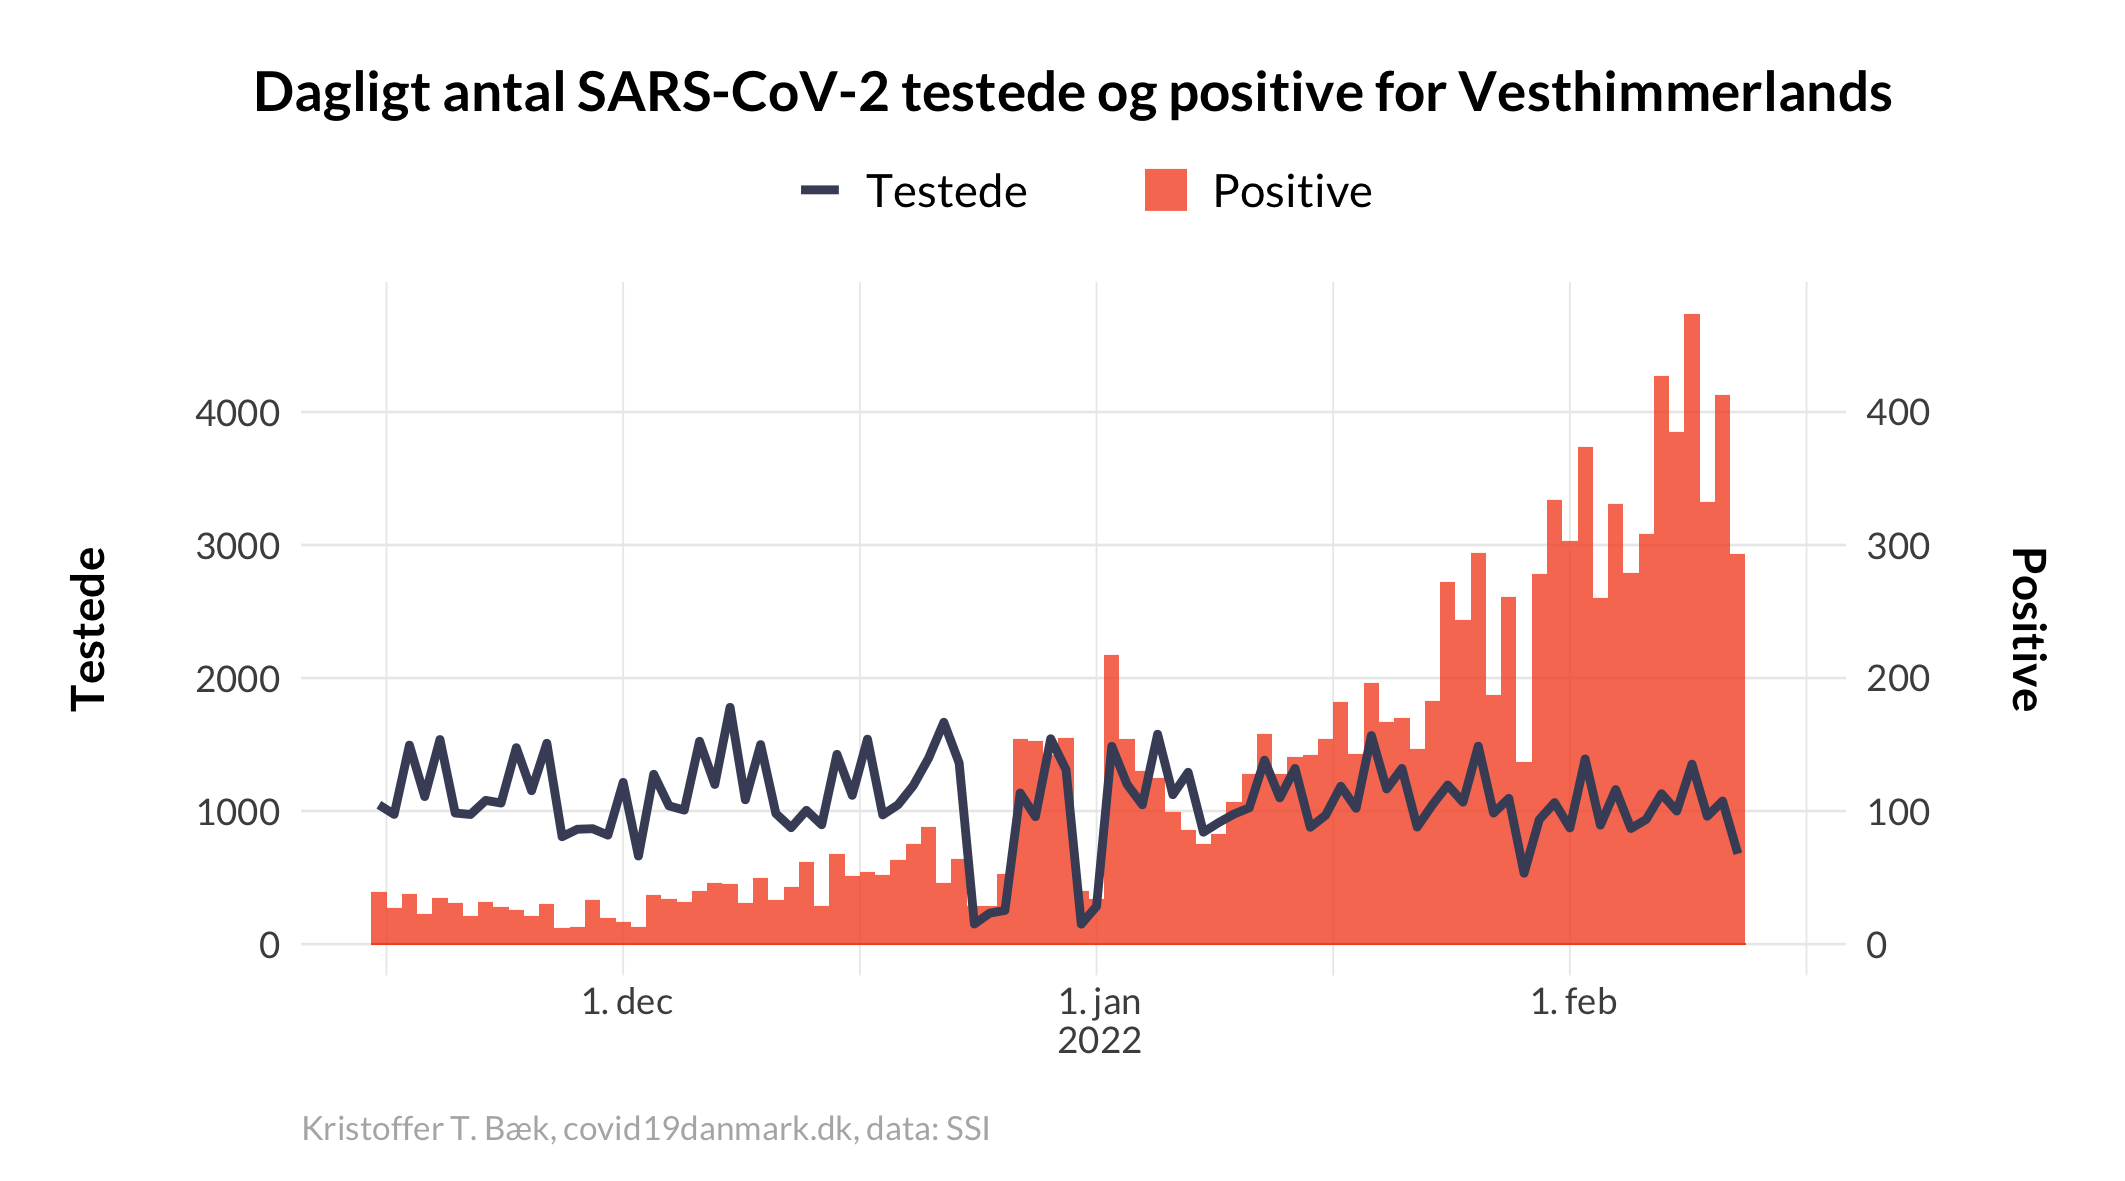 Dagligt antal SARS-CoV-2 testede og positive for Vesthimmerlands
Testede
Positive
4000
3000
2000
1000
0
400
300
200
100
0
Testede
Positive
1. dec
1. jan
2022
1. feb
Kristoffer T. Bæk, covid19danmark.dk, data: SSI